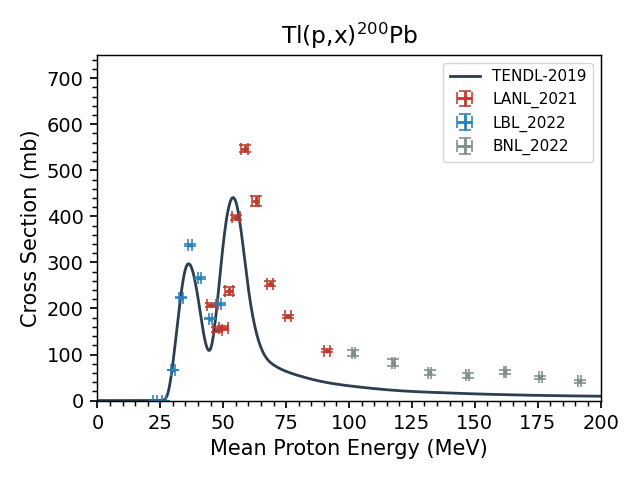 Tl(p,x)²⁰⁰Pb
TENDL-2019
LANL_2021
LBL_2022
BNL_2022
Cross Section (mb)
700
600
500
400
300
200
100
0
0 25 50 75 100 125 150 175 200
Mean Proton Energy (MeV)